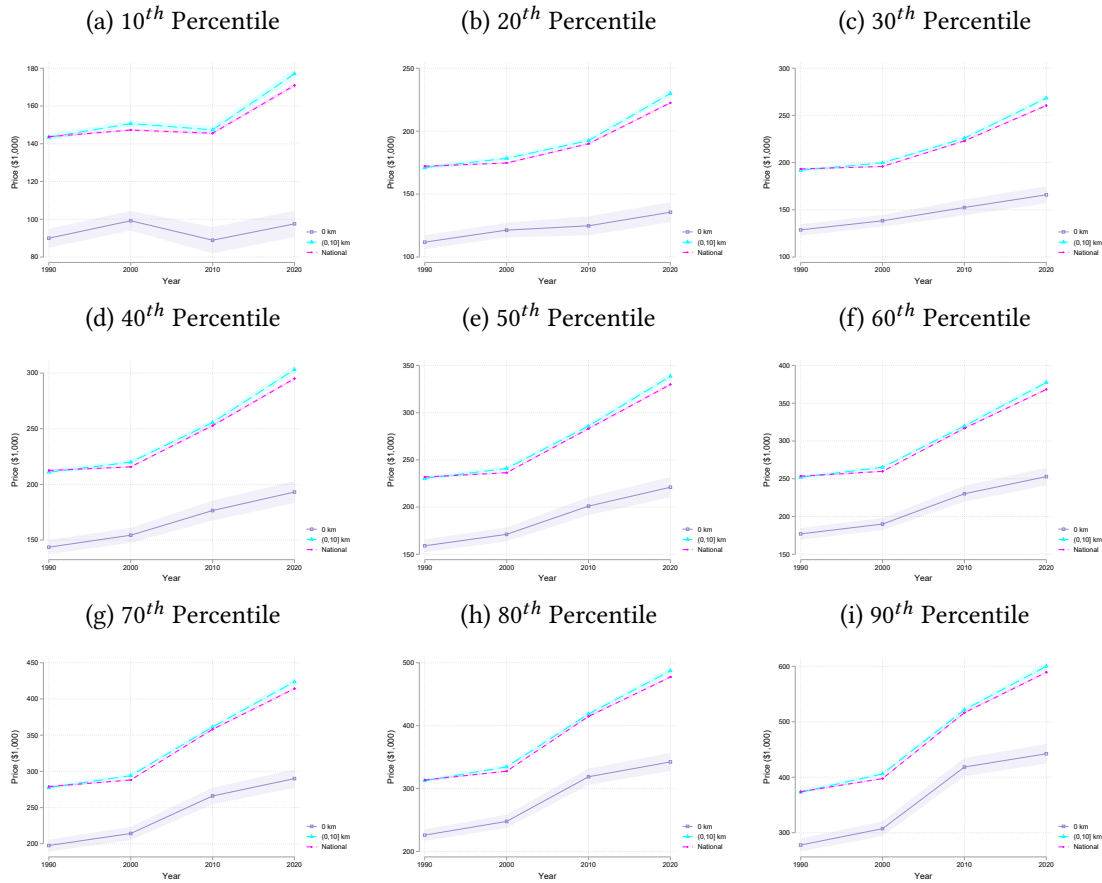 (a) 10th Percentile
180
160
140
120
100
80
Price ($1,000)
1990 2000 2010 2020
Year
0 km
(0,10] km
National
(b) 20th Percentile
250
200
150
100
Price ($1,000)
1990 2000 2010 2020
Year
0 km
(0,10] km
National
(c) 30th Percentile
300
250
200
150
100
Price ($1,000)
1990 2000 2010 2020
Year
0 km
(0,10] km
National
(d) 40th Percentile
300
250
200
150
Price ($1,000)
1990 2000 2010 2020
Year
0 km
(0,10] km
National
(e) 50th Percentile
350
300
250
200
150
Price ($1,000)
1990 2000 2010 2020
Year
0 km
(0,10] km
National
(f) 60th Percentile
400
350
300
250
200
150
Price ($1,000)
1990 2000 2010 2020
Year
0 km
(0,10] km
National
(g) 70th Percentile
450
400
350
300
250
200
Price ($1,000)
1990 2000 2010 2020
Year
0 km
(0,10] km
National
(h) 80th Percentile
500
400
300
200
Price ($1,000)
1990 2000 2010 2020
Year
0 km
(0,10] km
National
(i) 90th Percentile
600
500
400
300
Price ($1,000)
1990 2000 2010 2020
Year
0 km
(0,10] km
National